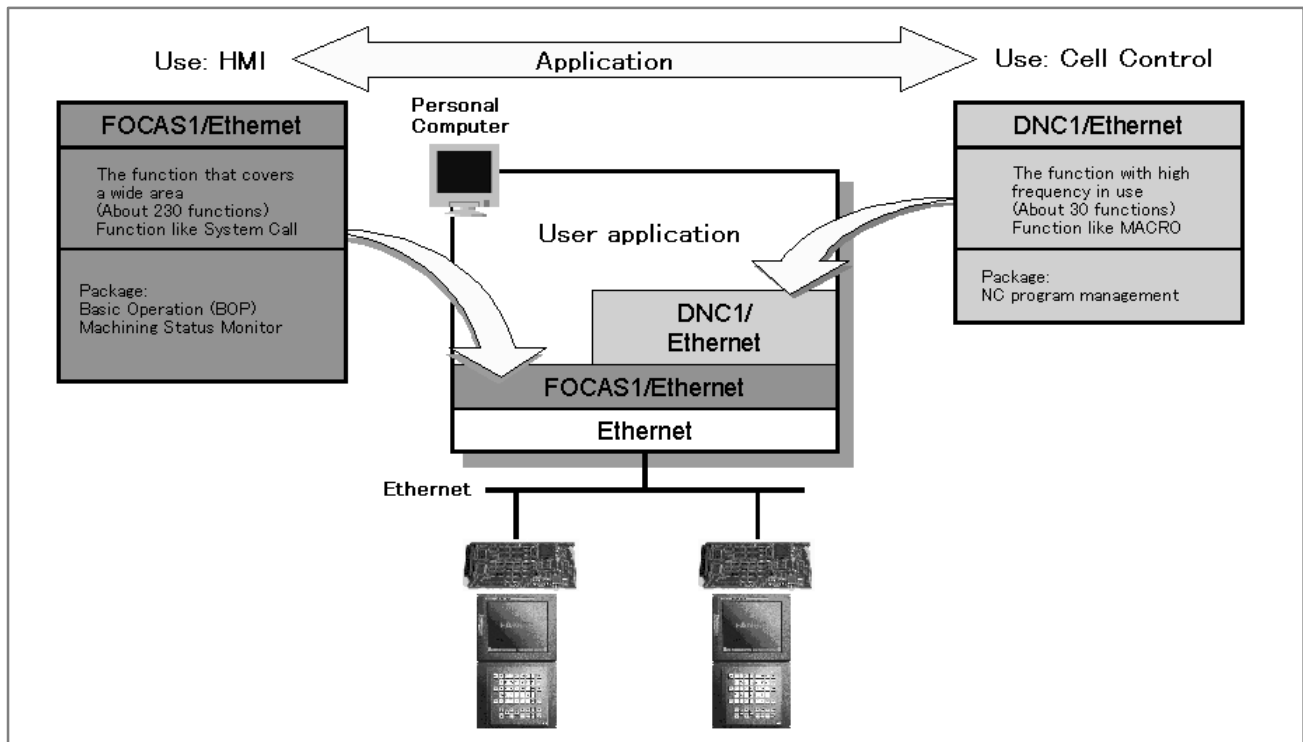 Use: HMI
Application
Use: Cell Control
FOCAS1/Ethernet
The function that covers
a wide area
(About 230 functions)
Function like System Call
Package:
Basic Operation (BOP)
Machining Status Monitor
Personal
Computer
User application
DNC1/
Ethernet
FOCAS1/Ethernet
Ethernet
DNC1/Ethernet
The function with high
frequency in use
(About 30 functions)
Function like MACRO
Package:
NC program management
Ethernet